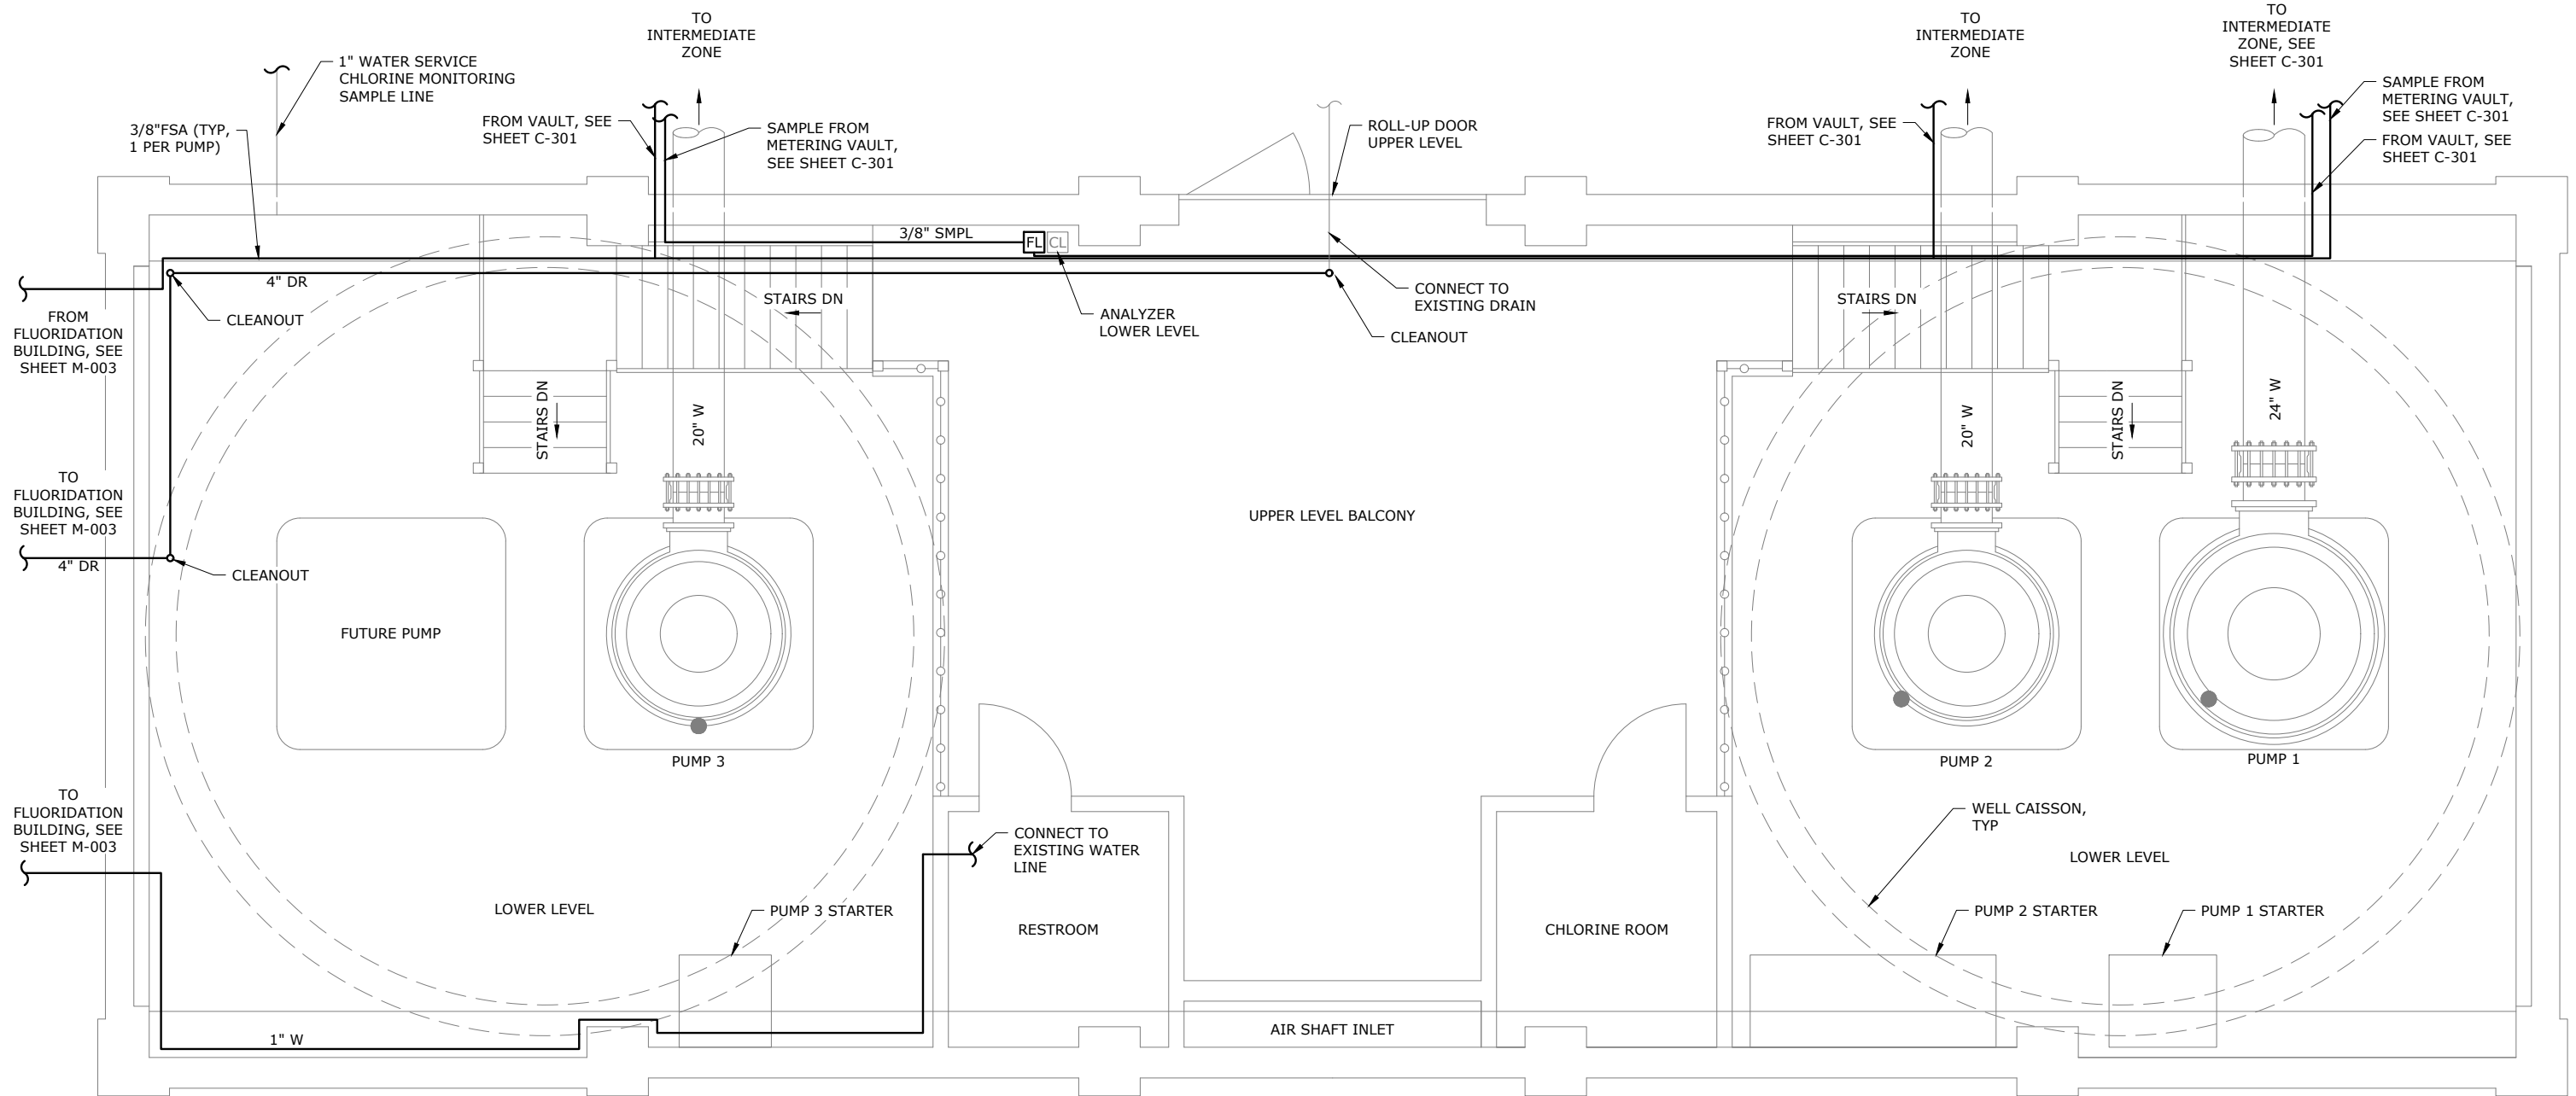 TO
INTERMEDIATE
ZONE
TO
INTERMEDIATE
ZONE
TO
INTERMEDIATE
ZONE, SEE
SHEET C-301
1" WATER SERVICE
CHLORINE MONITORING
SAMPLE LINE
3/8"FSA (TYP,
1 PER PUMP)
FROM VAULT, SEE
SHEET C-301
SAMPLE FROM
METERING VAULT,
SEE SHEET C-301
ROLL-UP DOOR
UPPER LEVEL
FROM VAULT, SEE
SHEET C-301
SAMPLE FROM
METERING VAULT,
SEE SHEET C-301
FROM VAULT, SEE
SHEET C-301
3/8" SMPL
FL
CL
4" DR
STAIRS DN
CONNECT TO
EXISTING DRAIN
STAIRS DN
FROM
FLUORIDATION
BUILDING, SEE
SHEET M-003
CLEANOUT
ANALYZER
LOWER LEVEL
CLEANOUT
STAIRS DN
20" W
20" W
STAIRS DN
24" W
TO
FLUORIDATION
BUILDING, SEE
SHEET M-003
4" DR
CLEANOUT
UPPER LEVEL BALCONY
FUTURE PUMP
PUMP 3
PUMP 2
PUMP 1
TO
FLUORIDATION
BUILDING, SEE
SHEET M-003
CONNECT TO
EXISTING WATER
LINE
WELL CAISSON,
TYP
LOWER LEVEL
LOWER LEVEL
PUMP 3 STARTER
PUMP 2 STARTER
PUMP 1 STARTER
RESTROOM
CHLORINE ROOM
1" W
AIR SHAFT INLET